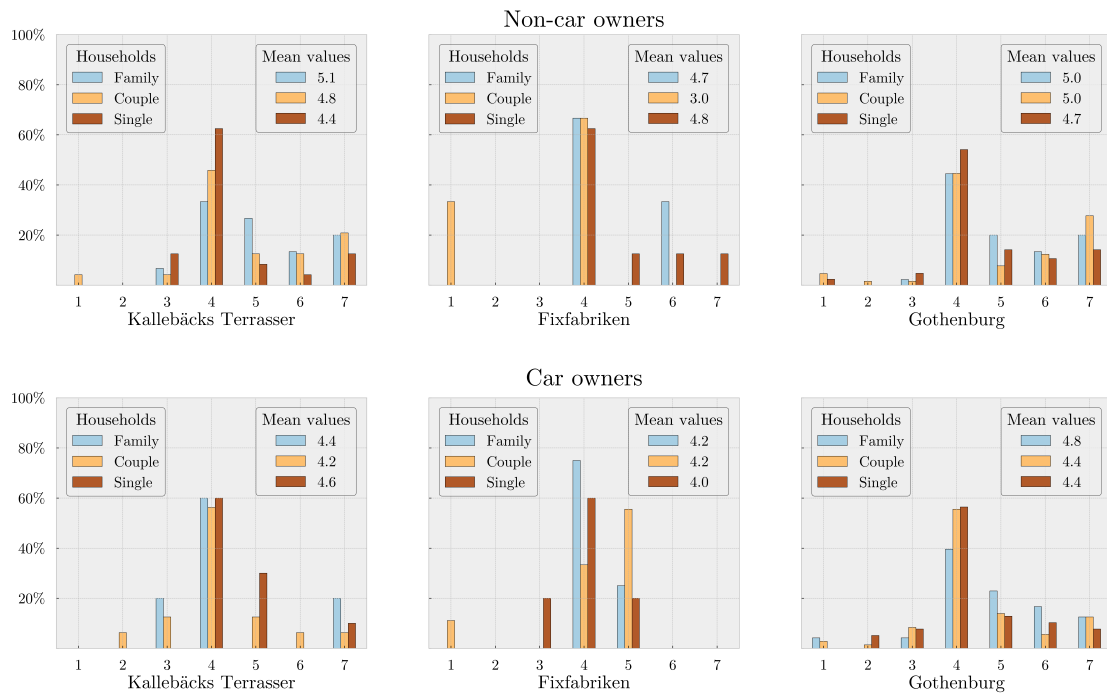 Non-car owners
100%
80%
60%
40%
20%
Households
Family
Couple
Single
Mean values
5.1
4.8
4.4
1 2 3 4 5 6 7
Kallebäcks Terrasser
Households
Family
Couple
Single
Mean values
4.7
3.0
4.8
1 2 3 4 5 6 7
Fixfabriken
Households
Family
Couple
Single
Mean values
5.0
5.0
4.7
1 2 3 4 5 6 7
Gothenburg
Car owners
100%
80%
60%
40%
20%
Households
Family
Couple
Single
Mean values
4.4
4.2
4.6
1 2 3 4 5 6 7
Kallebäcks Terrasser
Households
Family
Couple
Single
Mean values
4.2
4.2
4.0
1 2 3 4 5 6 7
Fixfabriken
Households
Family
Couple
Single
Mean values
4.8
4.4
4.4
1 2 3 4 5 6 7
Gothenburg